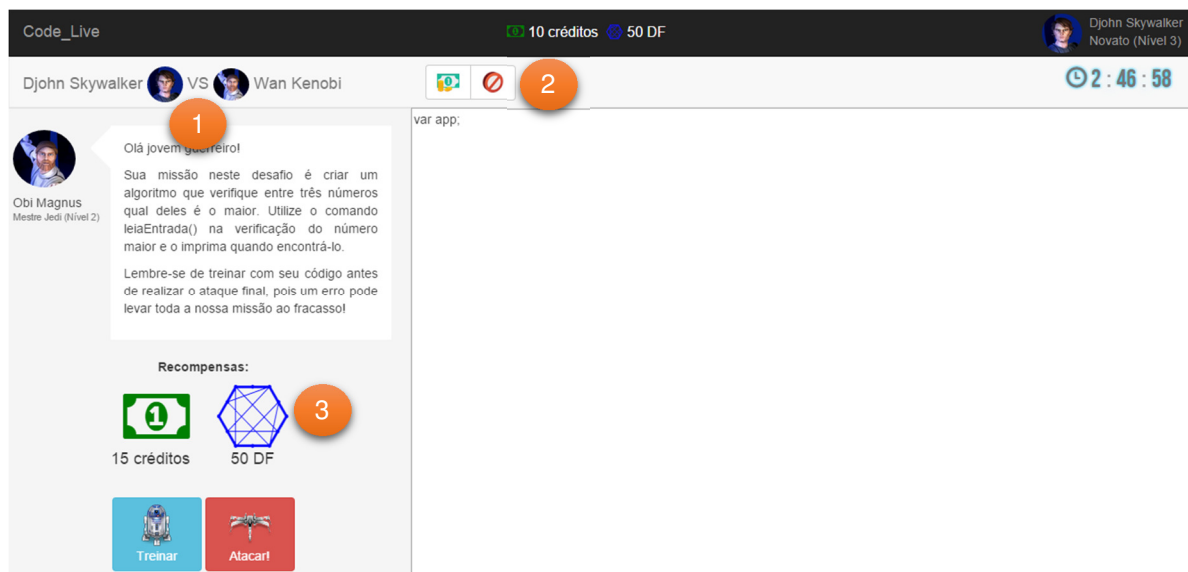 Code_Live
10 créditos 50 DF
Djohn Skywalker
Novato (Nível 3)
Djohn Skywalker VS Wan Kenobi
2
2 : 46 : 58
1
var app;
Olá jovem guerreiro!
Sua missão neste desafio é criar um
algoritmo que verifique entre três números
qual deles é o maior. Utilize o comando
leiaEntrada() na verificação do número
maior e o imprima quando encontrá-lo.
Lembre-se de treinar com seu código antes
de realizar o ataque final, pois um erro pode
levar toda a nossa missão ao fracasso!
Obi Magnus
Mestre Jedi (Nível 2)
Recompensas:
1
3
15 créditos 50 DF
Treinar Atacar!